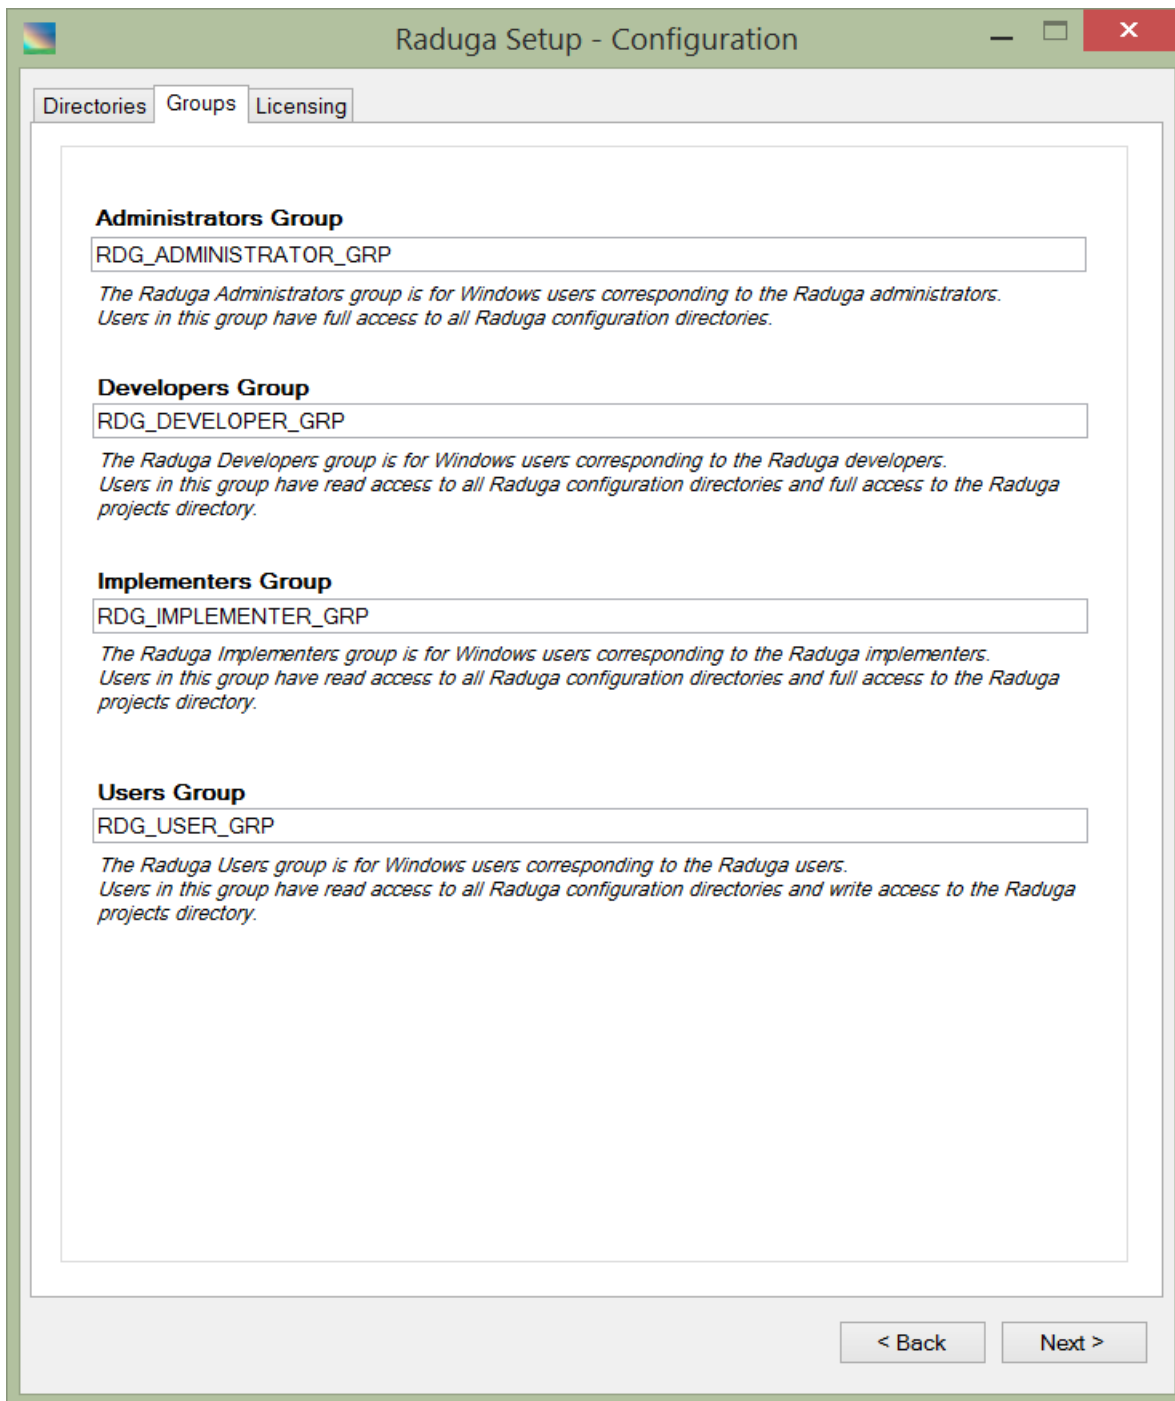 Raduga Setup - Configuration
Directories Groups Licensing
Administrators Group
RDG_ADMINISTRATOR_GRP
The Raduga Administrators group is for Windows users corresponding to the Raduga administrators.
Users in this group have full access to all Raduga configuration directories.
Developers Group
RDG_DEVELOPER_GRP
The Raduga Developers group is for Windows users corresponding to the Raduga developers.
Users in this group have read access to all Raduga configuration directories and full access to the Raduga
projects directory.
Implementers Group
RDG_IMPLEMENTER_GRP
The Raduga Implementers group is for Windows users corresponding to the Raduga implementers.
Users in this group have read access to all Raduga configuration directories and full access to the Raduga
projects directory.
Users Group
RDG_USER_GRP
The Raduga Users group is for Windows users corresponding to the Raduga users.
Users in this group have read access to all Raduga configuration directories and write access to the Raduga
projects directory.
< Back Next >